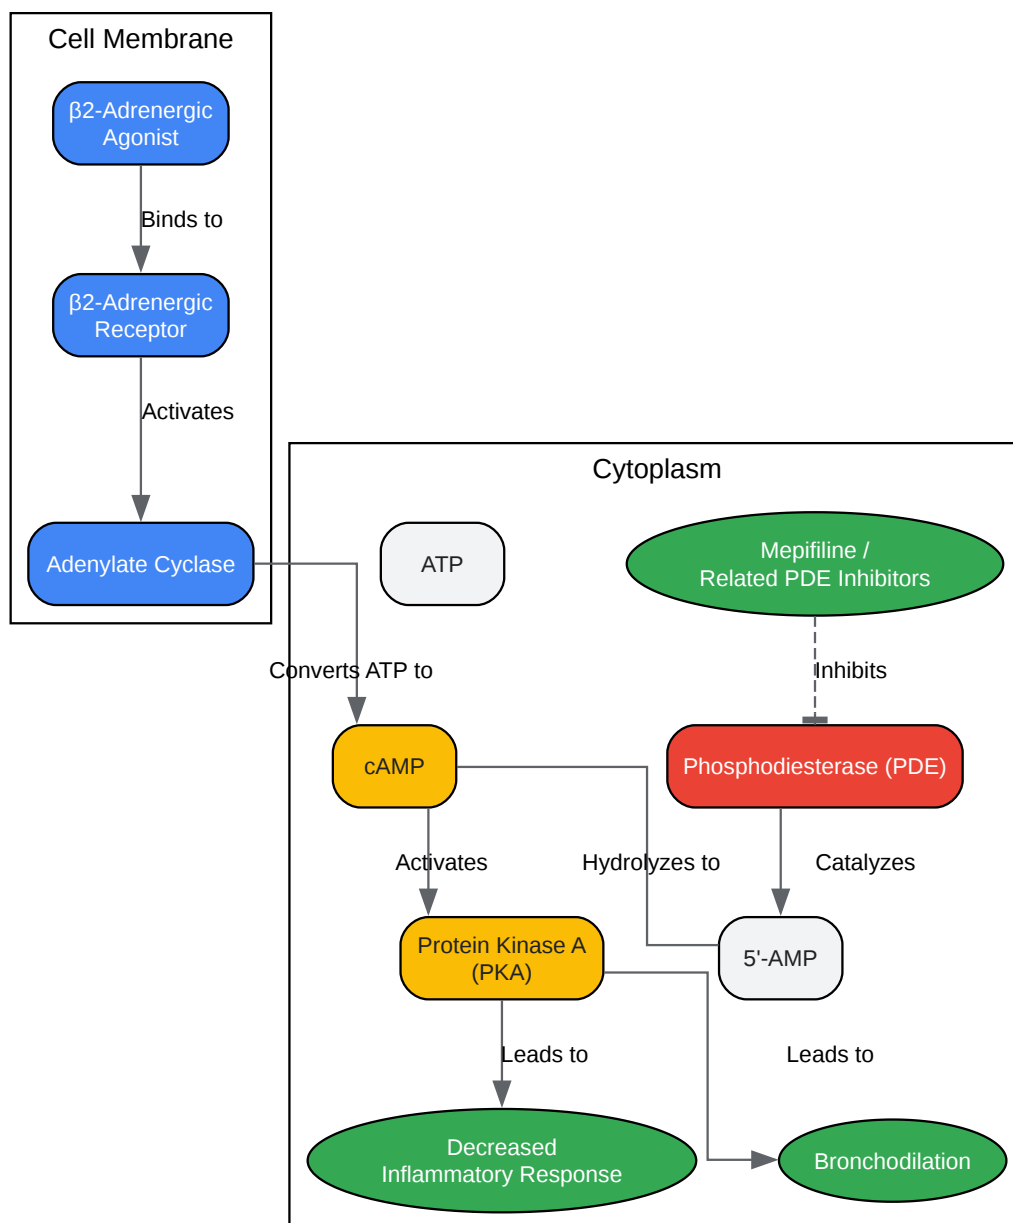 Cell Membrane
β2-Adrenergic
Agonist
Binds to
β2-Adrenergic
Receptor
Activates
Adenylate Cyclase
Cytoplasm
ATP
Mepifiline /
Related PDE Inhibitors
Converts ATP to
Inhibits
cAMP
Phosphodiesterase (PDE)
Activates
Hydrolyzes to
Catalyzes
Protein Kinase A
(PKA)
5'-AMP
Leads to
Leads to
Decreased
Inflammatory Response
Bronchodilation